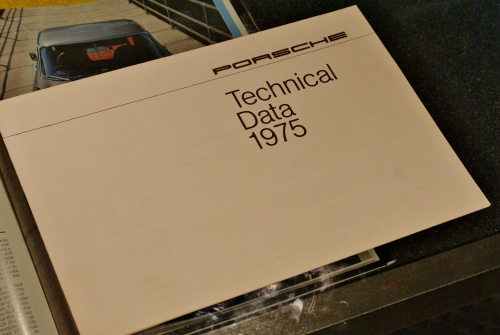 PORSCHE
Technical
Data
1975